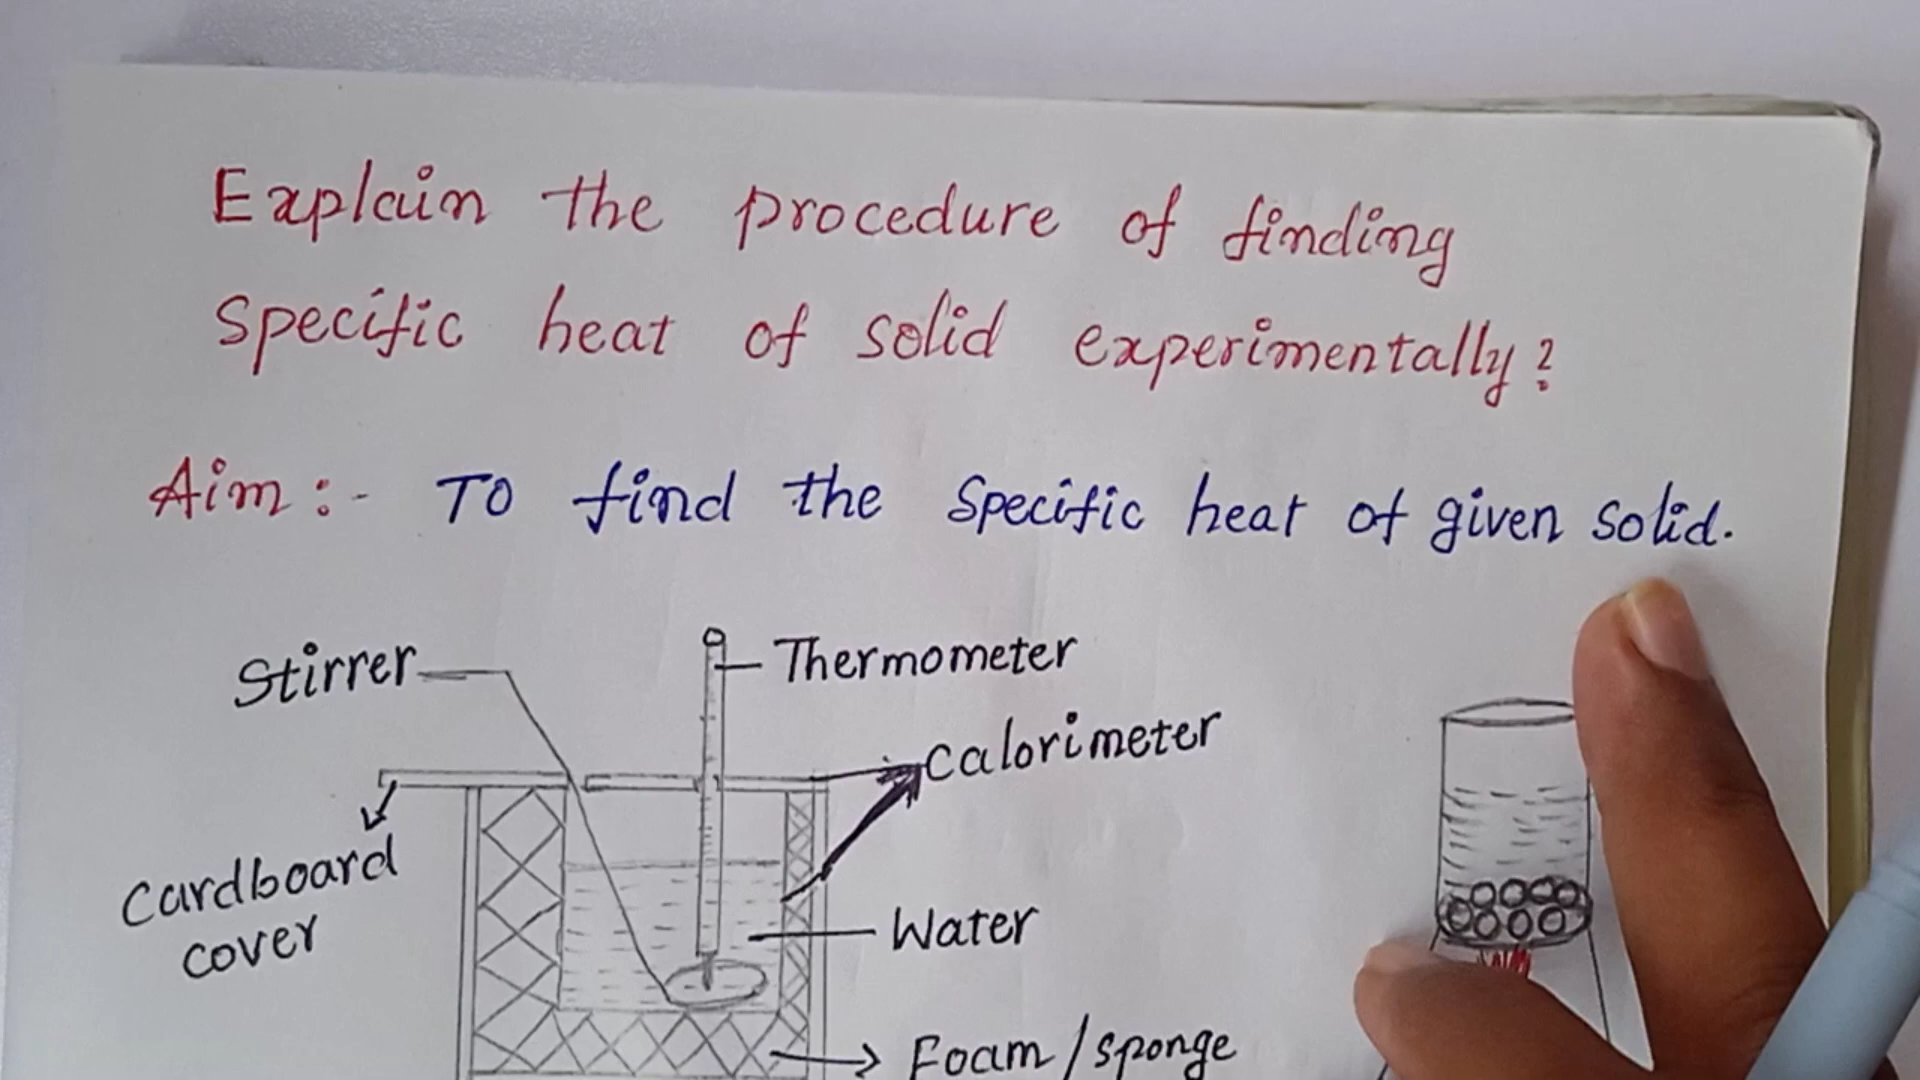 Explain the procedure of finding
Specific heat of solid experimentally?
Aim:- To find the Specific heat of given solid.
Stirrer
Thermometer
Calorimeter
Cardboard
cover
Water
Foam/sponge